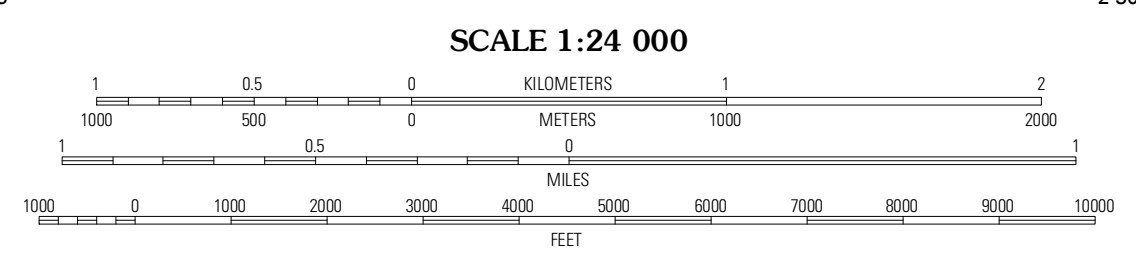 SCALE 1:24 000
1 0.5 0 KILOMETERS 1 2
1000 500 0 METERS 1000 2000
1 0.5 0 1
MILES
1000 0 1000 2000 3000 4000 5000 6000 7000 8000 9000 10000
FEET